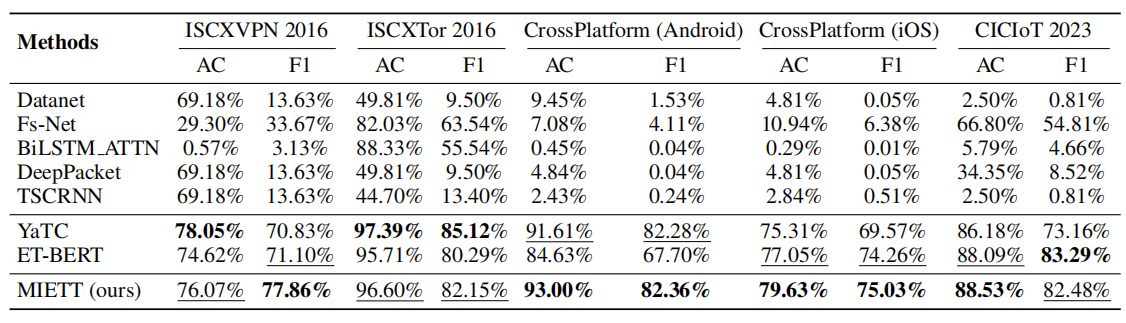 Methods ISCXVPN 2016 ISCXTor 2016 CrossPlatform (Android) CrossPlatform (iOS) CICIoT 2023
AC F1 AC F1 AC F1 AC F1 AC F1
Datanet 69.18% 13.63% 49.81% 9.50% 9.45% 1.53% 4.81% 0.05% 2.50% 0.81%
Fs-Net 29.30% 33.67% 82.03% 63.54% 7.08% 4.11% 10.94% 6.38% 66.80% 54.81%
BiLSTM_ATTN 0.57% 3.13% 88.33% 55.54% 0.45% 0.04% 0.29% 0.01% 5.79% 4.66%
DeepPacket 69.18% 13.63% 49.81% 9.50% 4.84% 0.04% 4.81% 0.05% 34.35% 8.52%
TSCRNN 69.18% 13.63% 44.70% 13.40% 2.43% 0.24% 2.84% 0.51% 2.50% 0.81%
YaTC 78.05% 70.83% 97.39% 85.12% 91.61% 82.28% 75.31% 69.57% 86.18% 73.16%
ET-BERT 74.62% 71.10% 95.71% 80.29% 84.63% 67.70% 77.05% 74.26% 88.09% 83.29%
MIETT (ours) 76.07% 77.86% 96.60% 82.15% 93.00% 82.36% 79.63% 75.03% 88.53% 82.48%